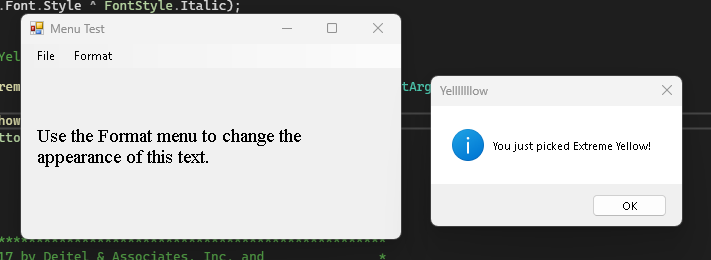 .Font.Style ^ FontStyle.Italic);
Menu Test
File Format
Use the Format menu to change the
appearance of this text.
Yel
rem
how
tto
tArg
Yelllllllow
You just picked Extreme Yellow!
OK
***************************************************
17 by Deitel & Associates, Inc. and *